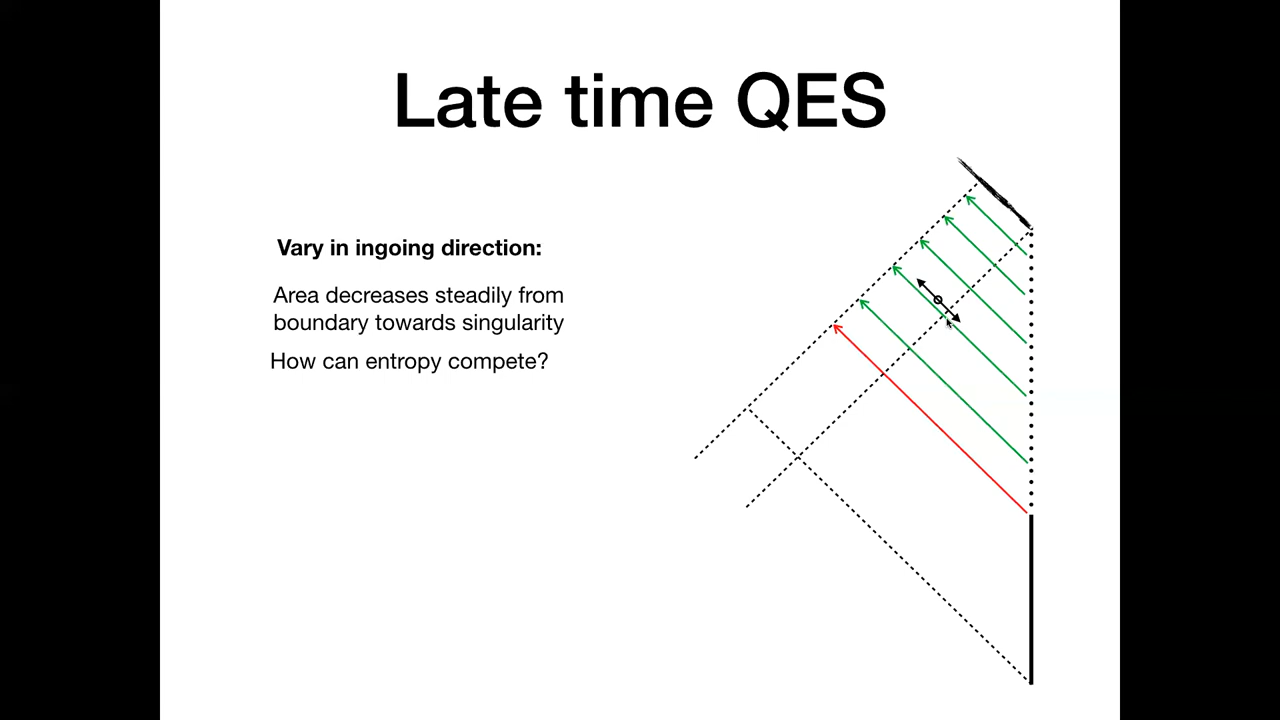 Late time QES
Vary in ingoing direction:
Area decreases steadily from
boundary towards singularity
How can entropy compete?